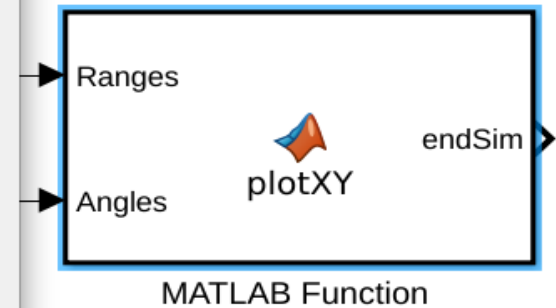 Ranges
endSim
plotXY
Angles
MATLAB Function